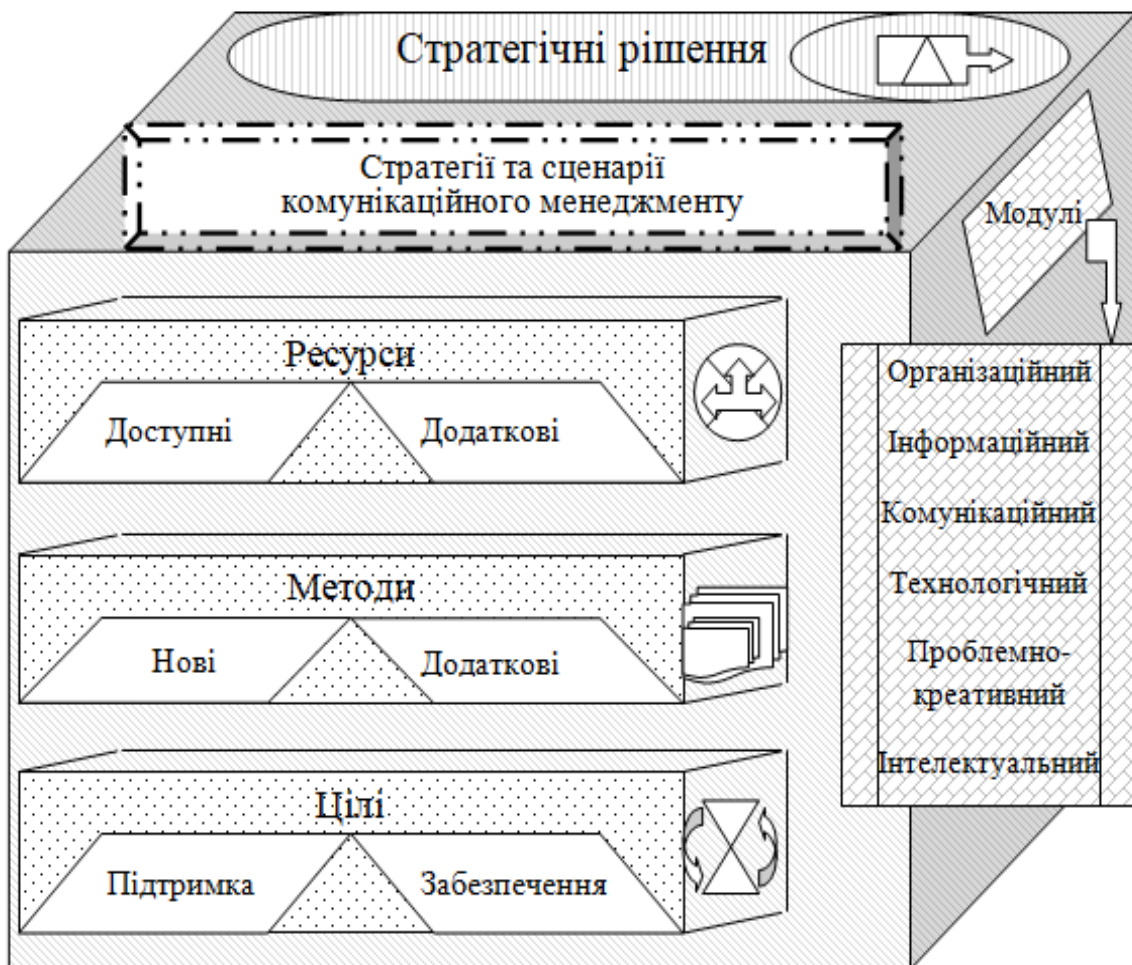 Стратегічні рішення
Стратегії та сценарії
комунікаційного менеджменту
Модулі
Ресурси
Доступні
Додаткові
Методи
Нові
Додаткові
Цілі
Підтримка
Забезпечення
Організаційний
Інформаційний
Комунікаційний
Технологічний
Проблемно-
креативний
Інтелектуальний